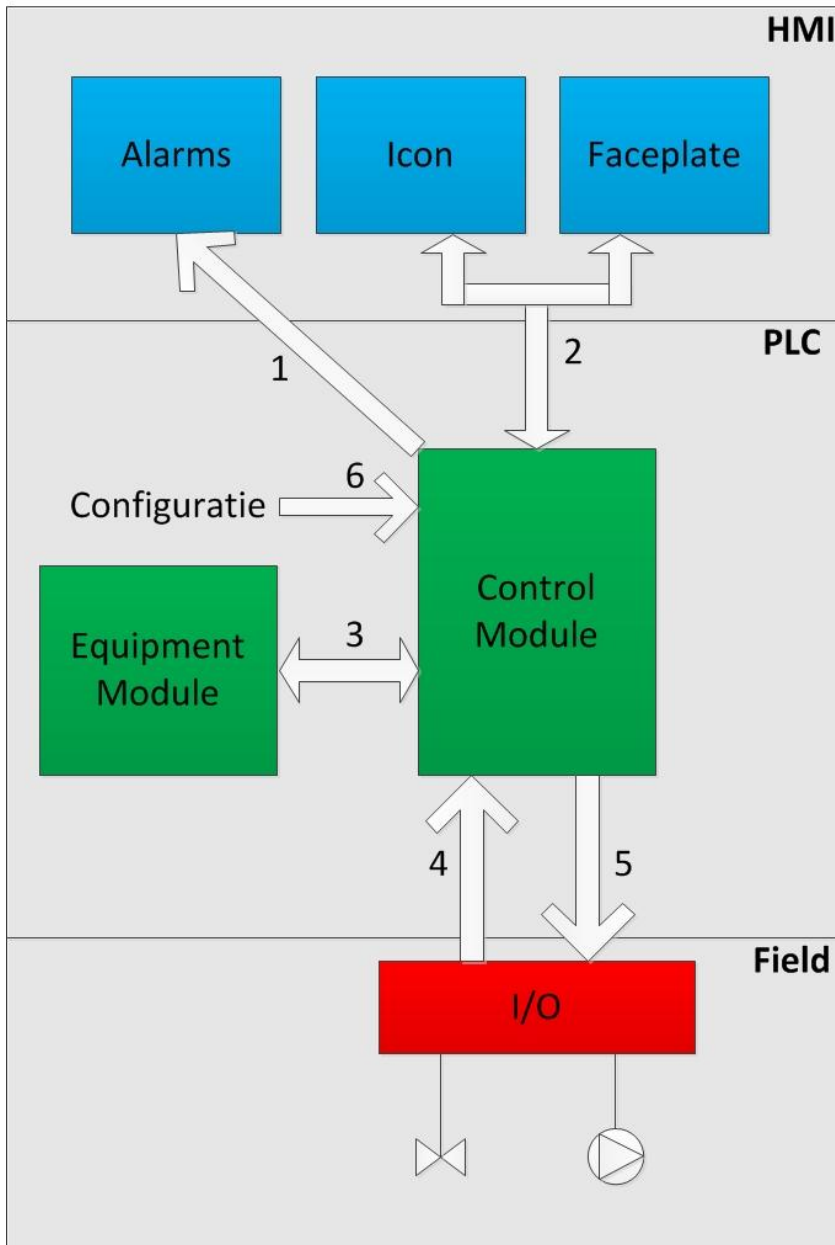 HMI
Alarms
Icon
Faceplate
PLC
1
2
6
Configuratie
Control
Module
3
Equipment
Module
4
5
Field
I/O